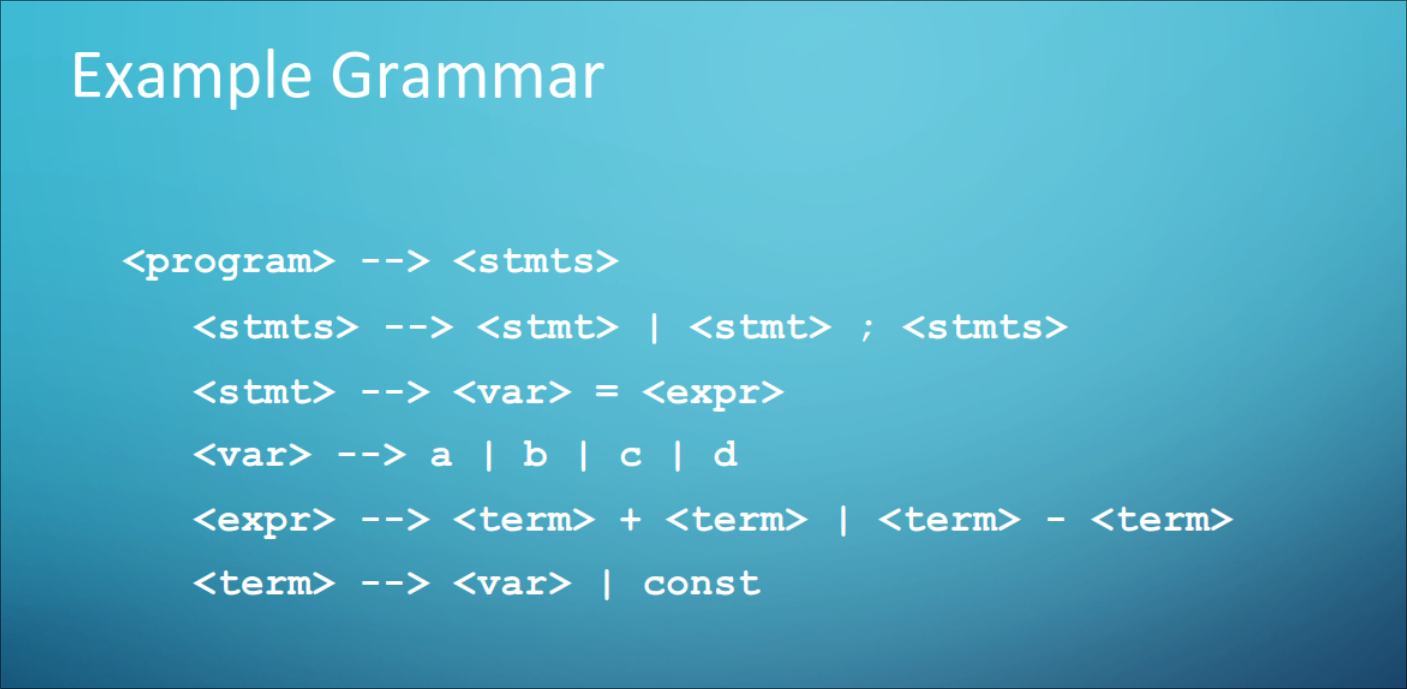 Example Grammar
<program> --> <stmts>
<stmts> --> <stmt> | <stmt> ; <stmts>
<stmt> --> <var> = <expr>
<var> --> a | b | c | d
<expr> --> <term> + <term> | <term> - <term>
<term> --> <var> | const